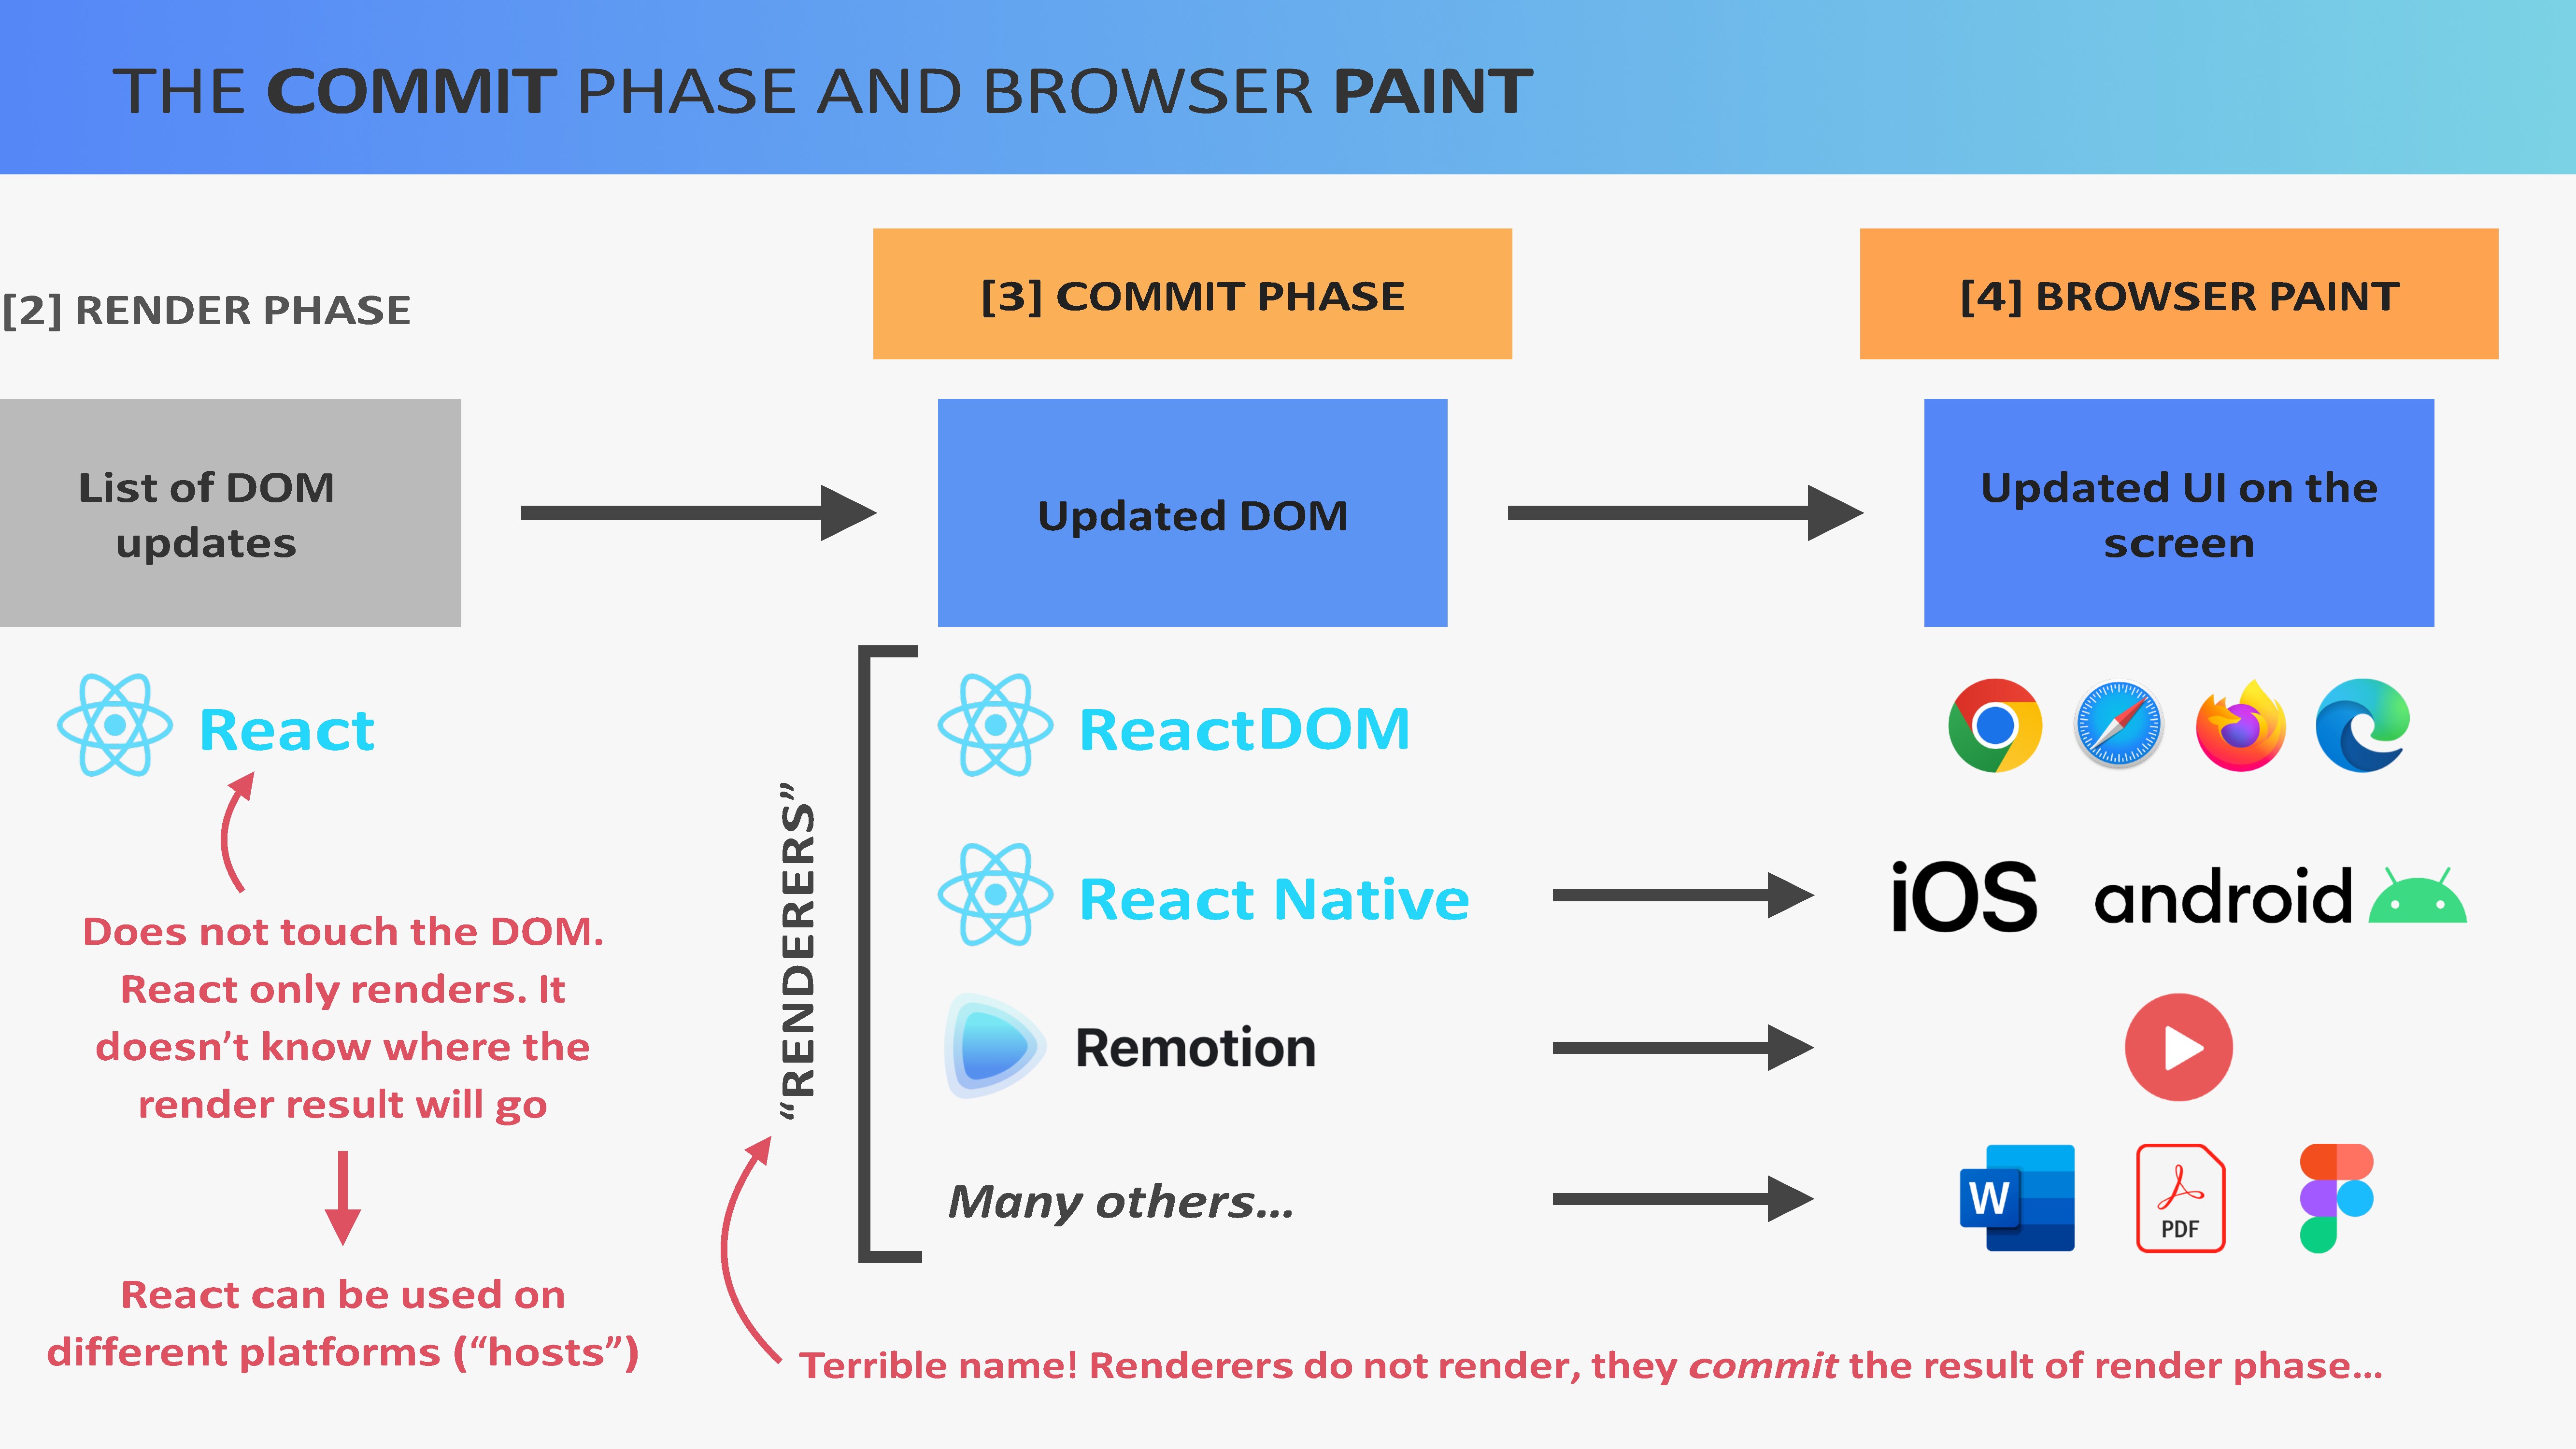 THE COMMIT PHASE AND BROWSER PAINT
[2] RENDER PHASE
[3] COMMIT PHASE
[4] BROWSER PAINT
List of DOM
updates
Updated DOM
Updated UI on the
screen
React
ReactDOM
React Native
iOS
android
Remotion
Many others…
W
PDF
"RENDERERS"
Does not touch the DOM.
React only renders. It
doesn’t know where the
render result will go
React can be used on
different platforms (“hosts”)
Terrible name! Renderers do not render, they commit the result of render phase…